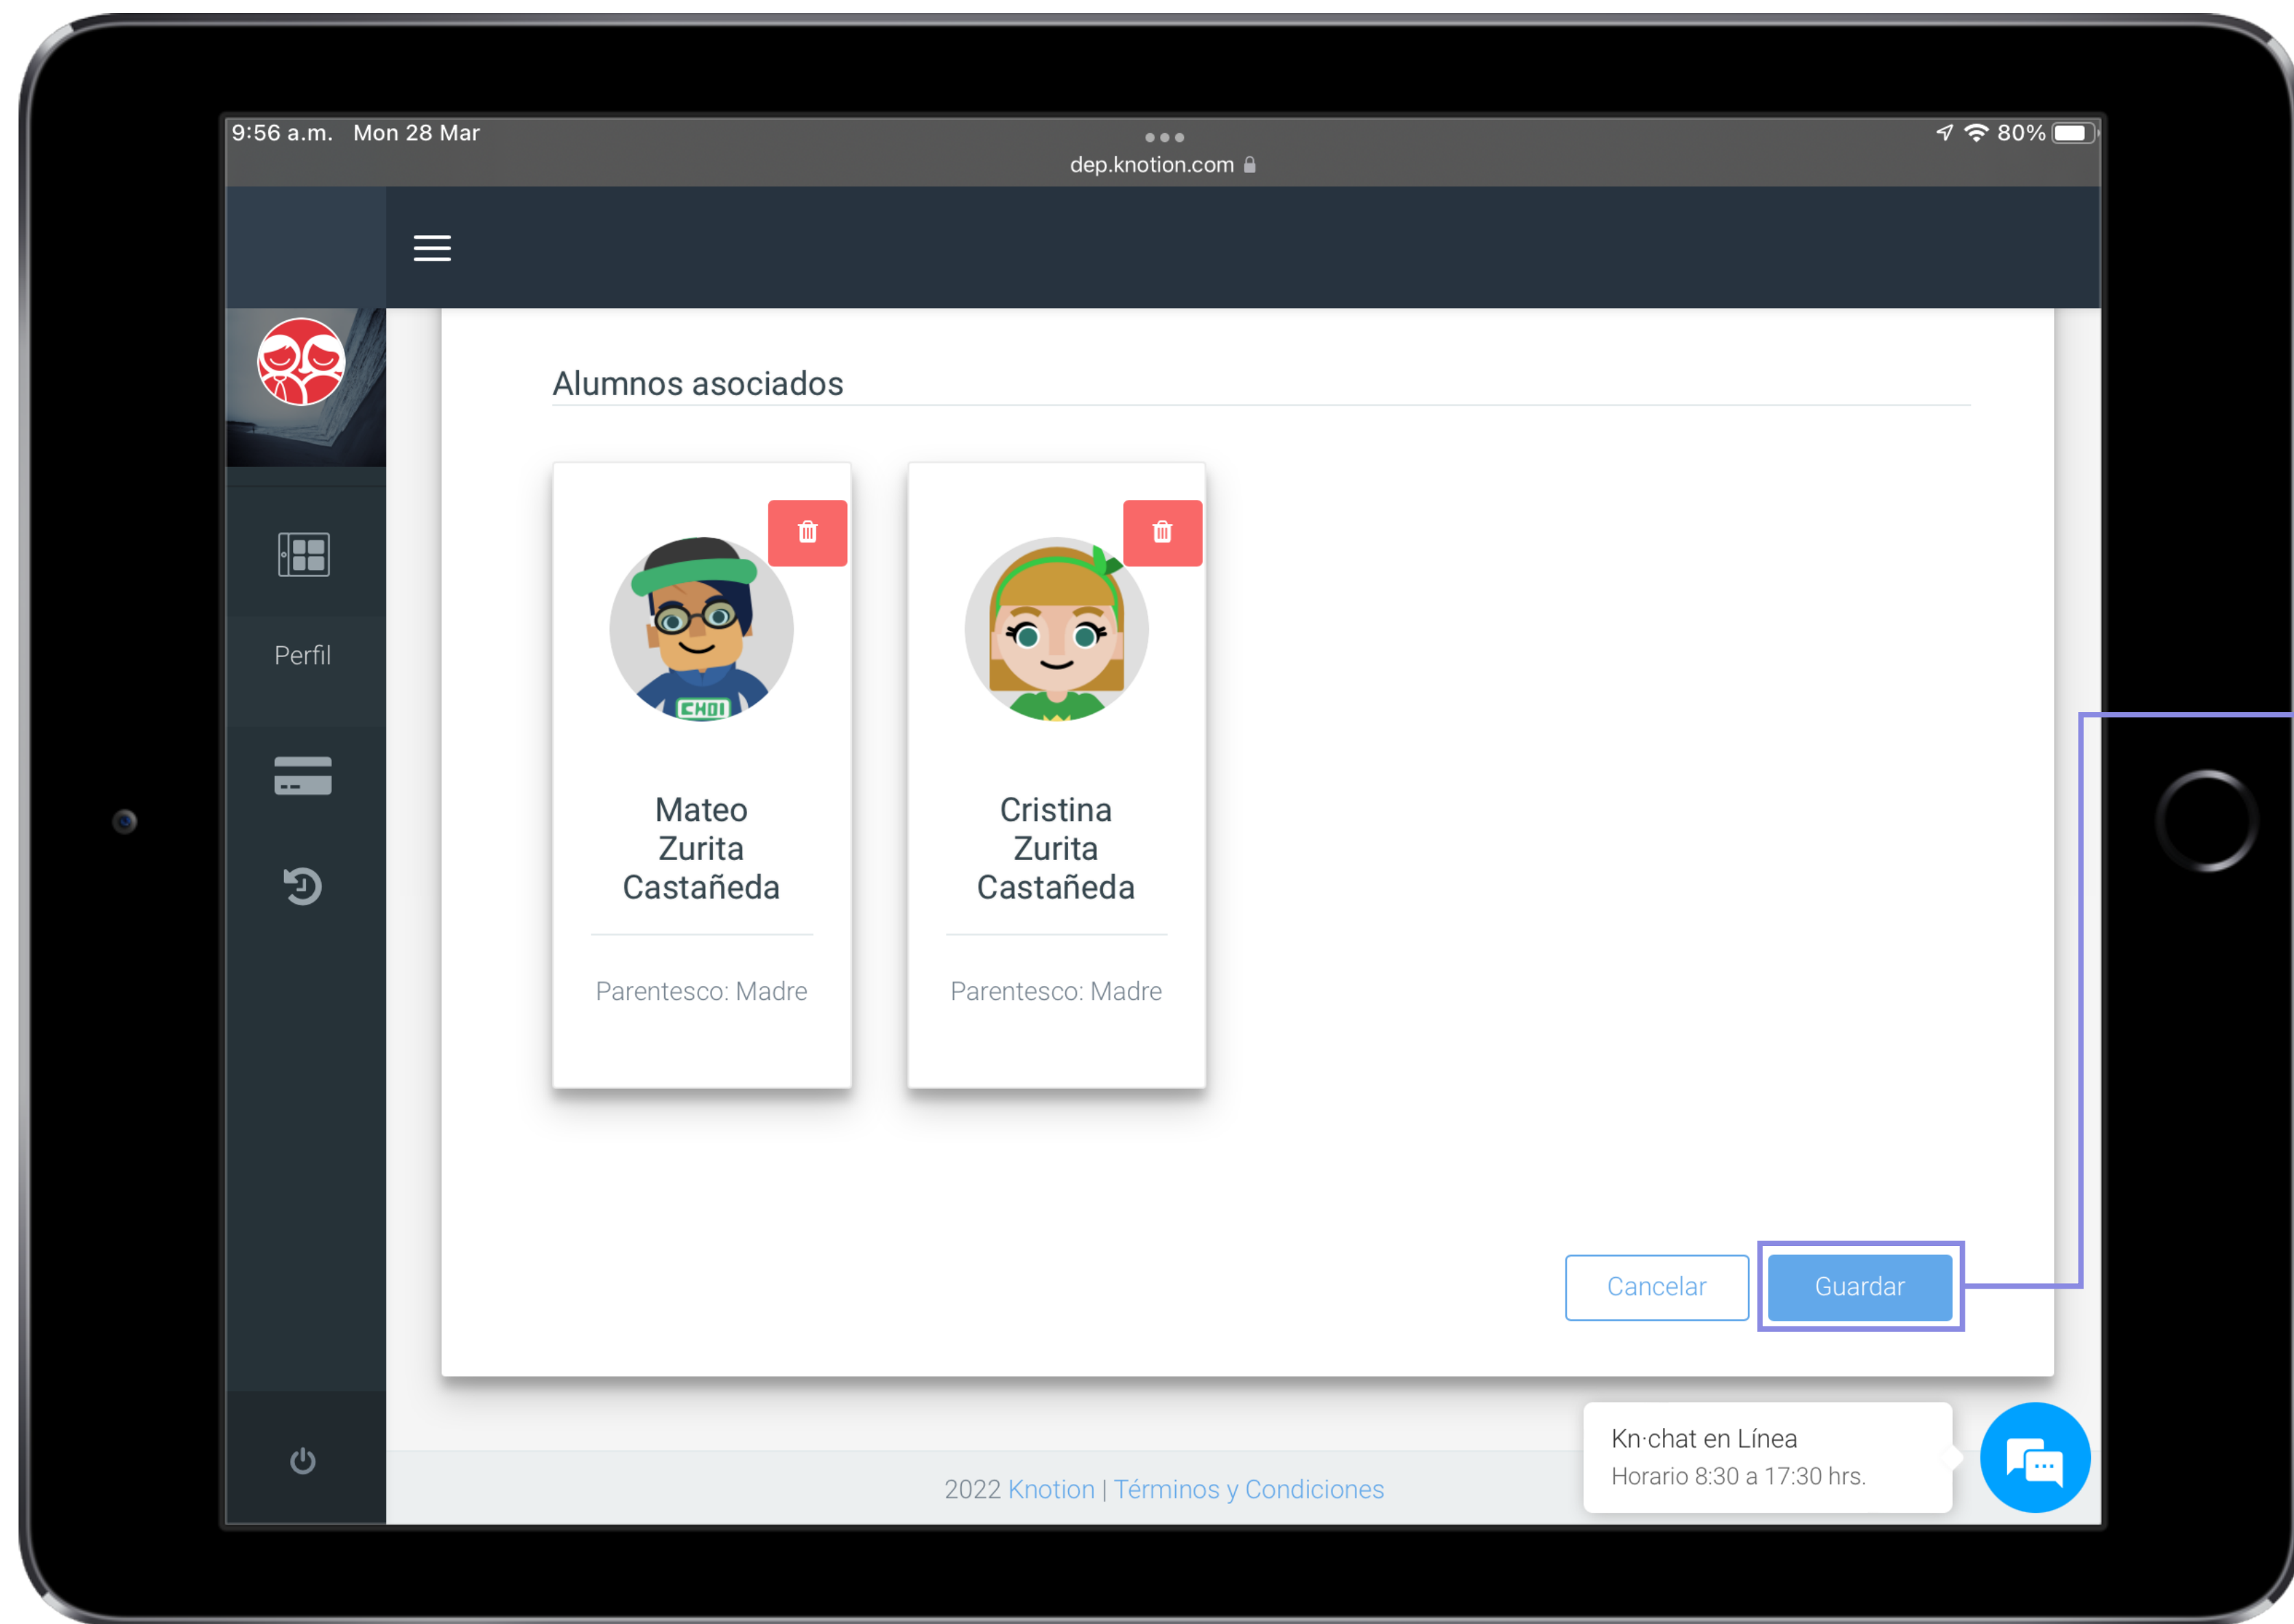 9:56 a.m. Mon 28 Mar
80%
dep.knotion.com
Alumnos asociados
Perfil
CHOI
Mateo
Zurita
Castañeda
Parentesco: Madre
Cristina
Zurita
Castañeda
Parentesco: Madre
Cancelar
Guardar
Kn·chat en Línea
Horario 8:30 a 17:30 hrs.
2022 Knotion | Términos y Condiciones